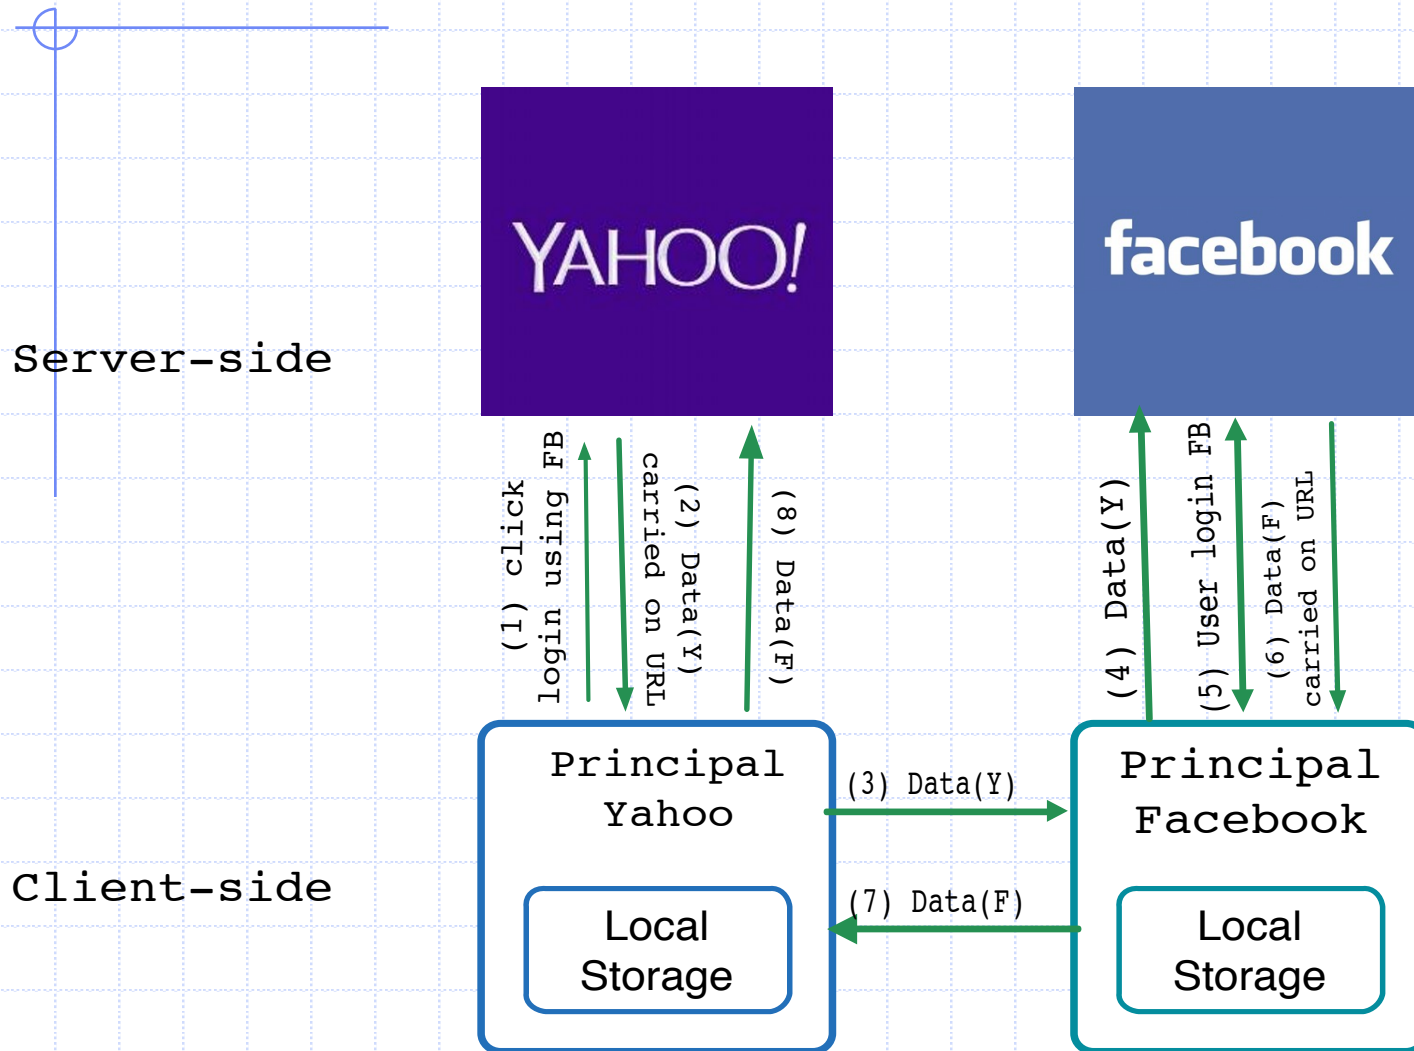 YAHOO!
facebook
Server-side
(1) click
login using FB
(2) Data(Y)
carried on URL
(8) Data(F)
(4) Data(Y)
(5) User login FB
(6) Data(F)
carried on URL
Principal
Yahoo
(3) Data(Y)
Principal
Facebook
Client-side
(7) Data(F)
Local
Storage
Local
Storage